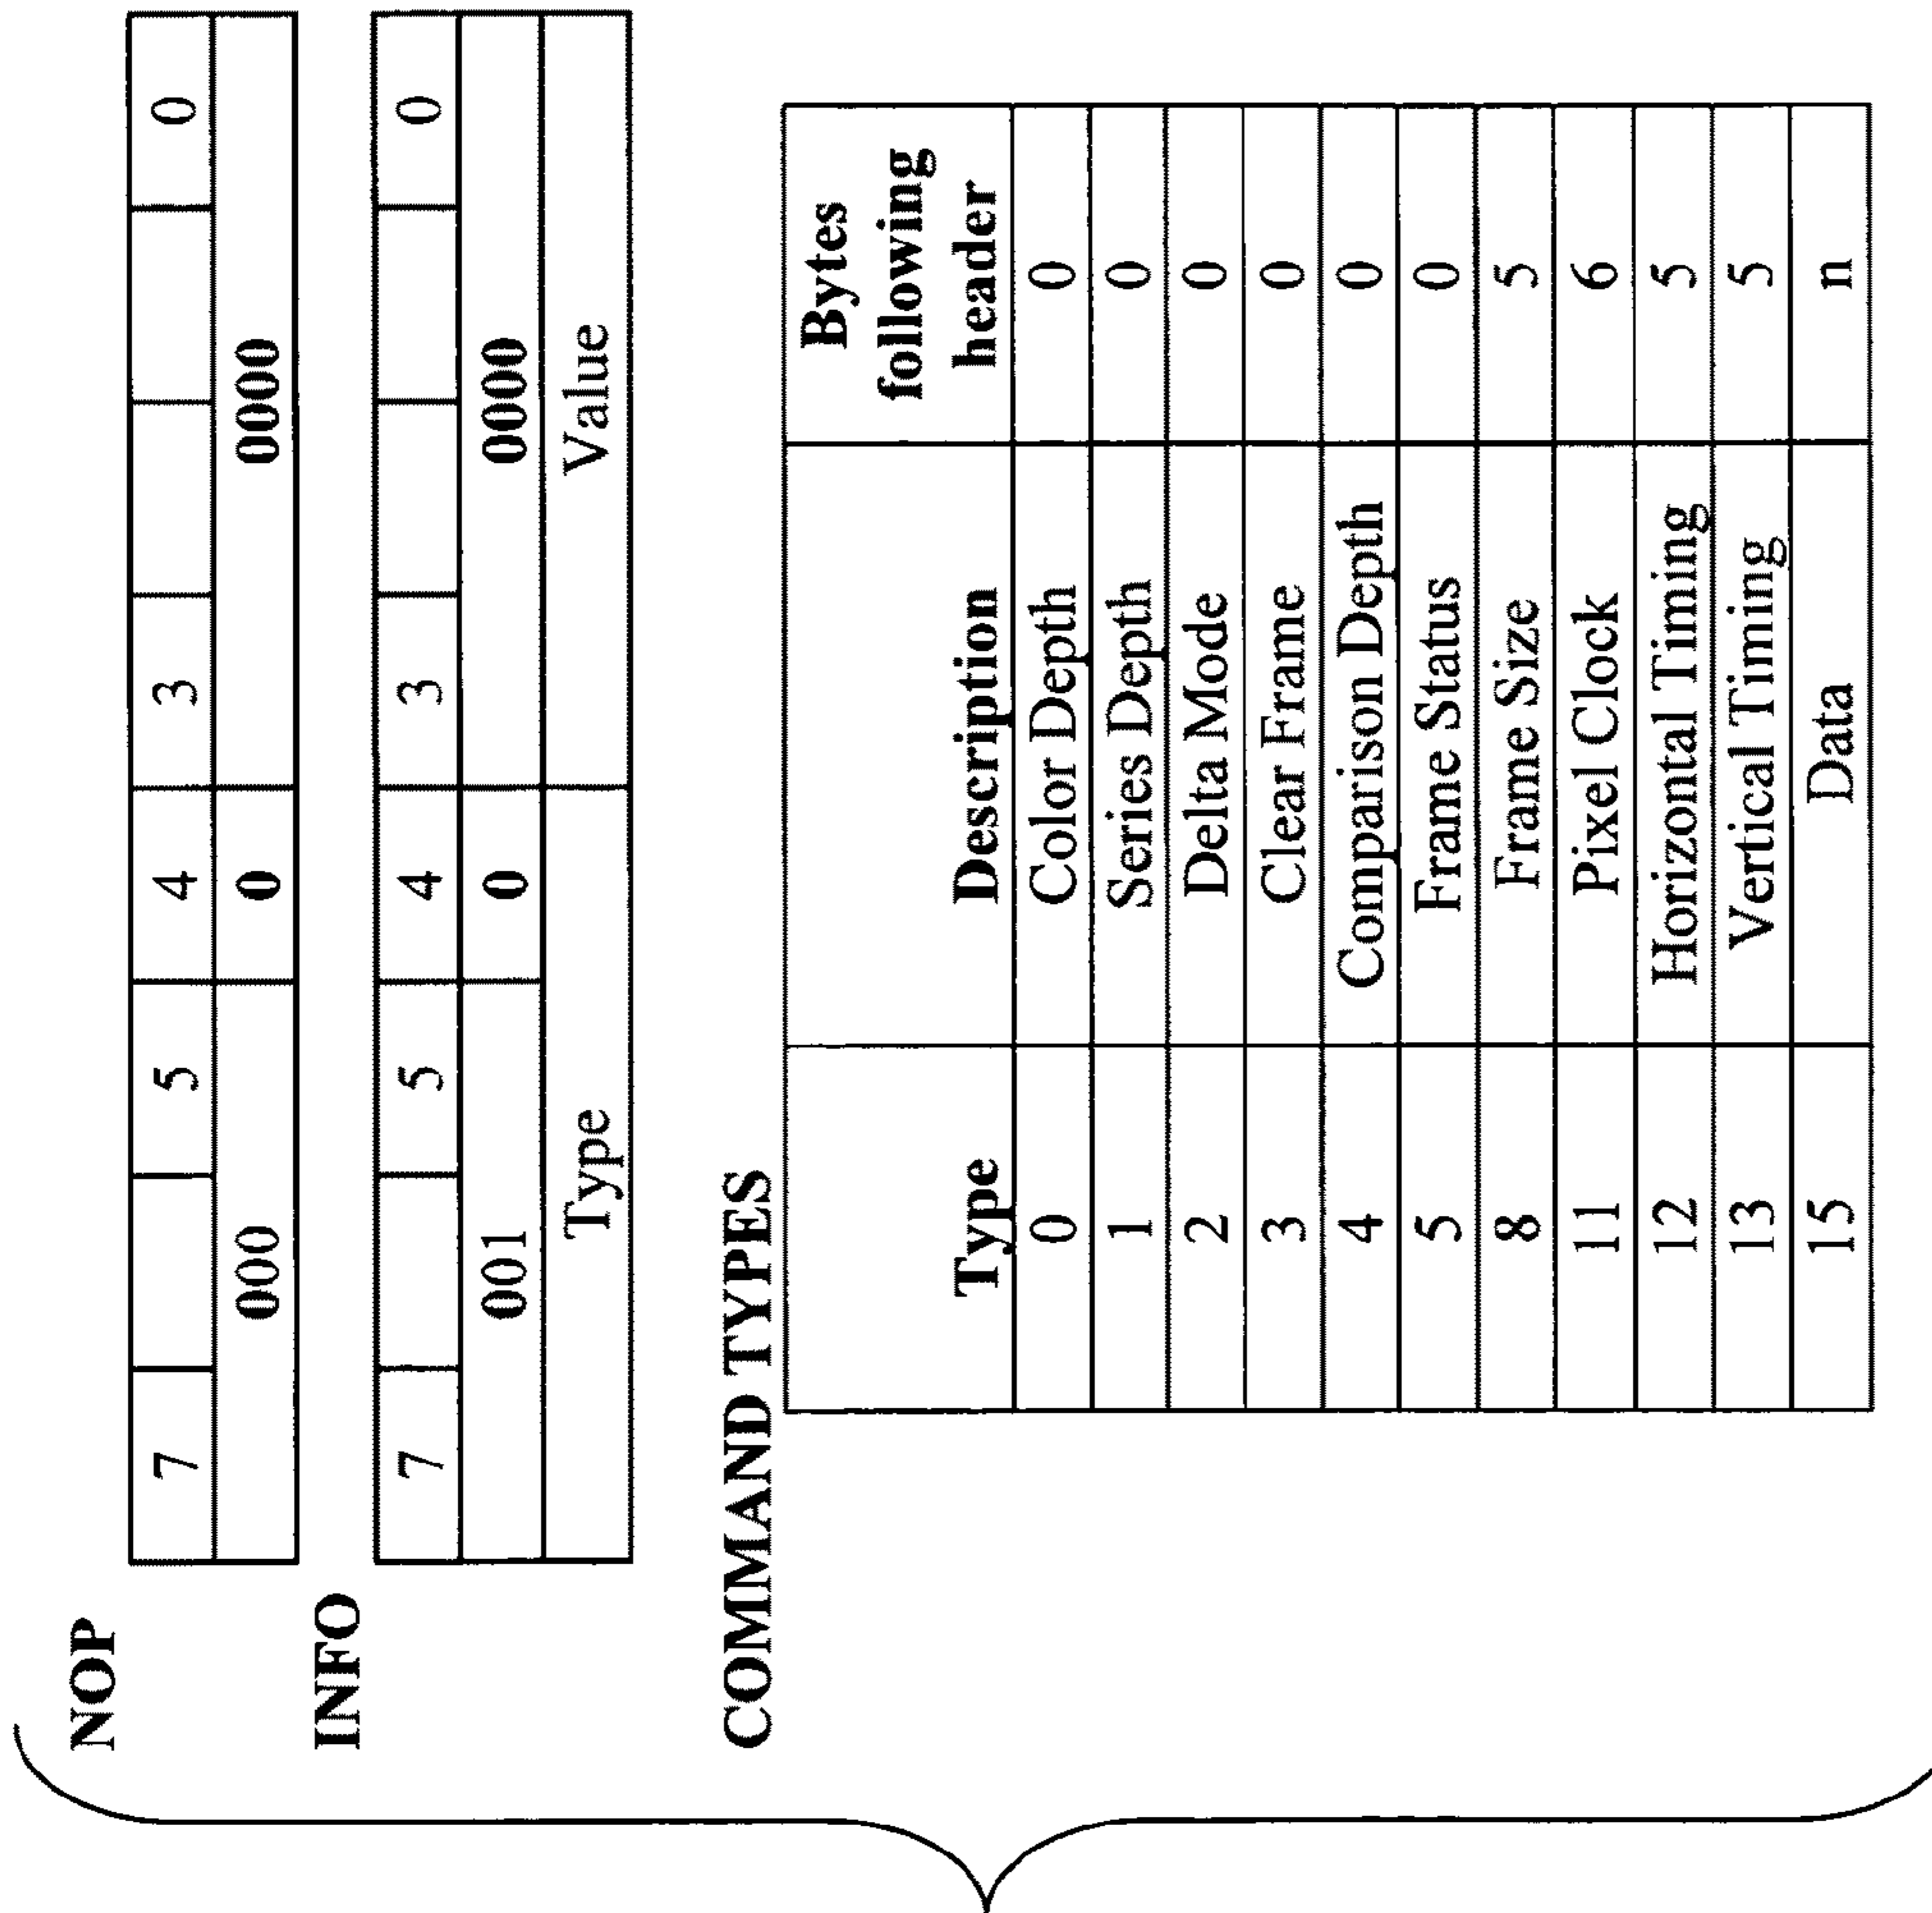 NOP
7 5 4 3 0
000 0 0000
INFO
7 5 4 3 0
001 0 0000
Type Value
COMMAND TYPES
Type Description Bytes following header
0 Color Depth 0
1 Series Depth 0
2 Delta Mode 0
3 Clear Frame 0
4 Comparison Depth 0
5 Frame Status 0
8 Frame Size 5
11 Pixel Clock 6
12 Horizontal Timing 5
13 Vertical Timing 5
15 Data n